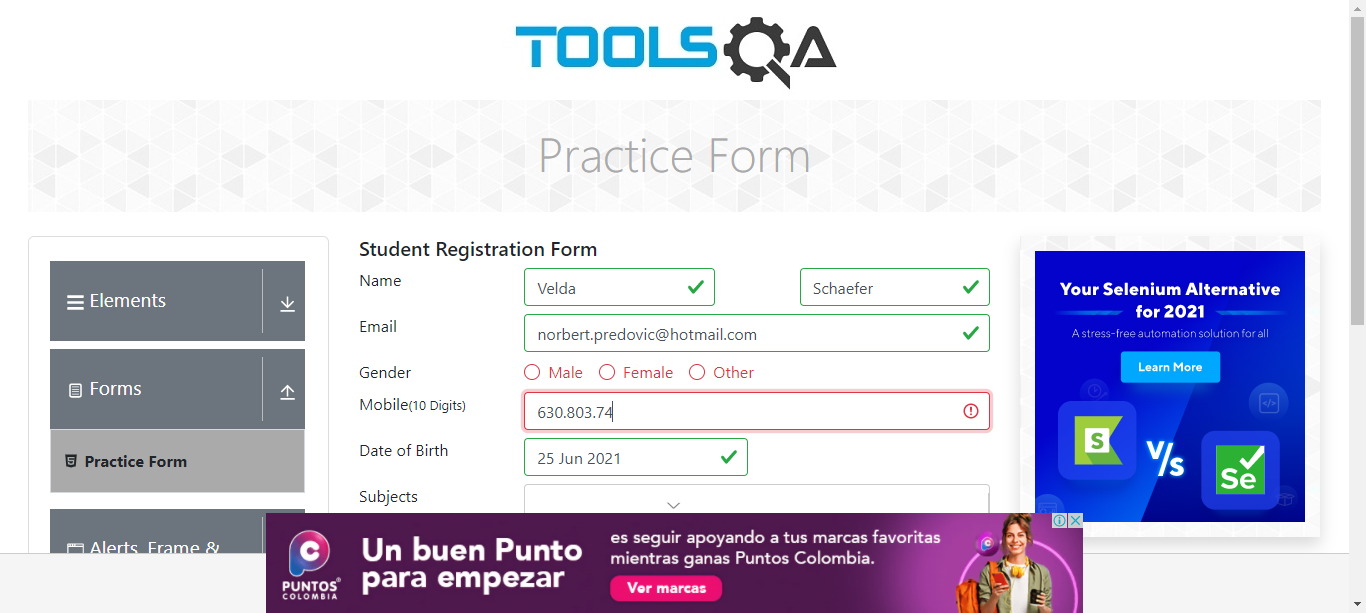 TOOLSQA
Practice Form
Elements
Forms
Practice Form
Alerts, Frame &
Student Registration Form
Name
Velda
Schaefer
Email
norbert.predovic@hotmail.com
Gender
Male
Female
Other
Mobile(10 Digits)
630.803.74
Date of Birth
25 Jun 2021
Subjects
Your Selenium Alternative
for 2021
A stress-free automation solution for all
Learn More
S
V/s
Se
PUNTOS
COLOMBIA
Un buen Punto
para empezar
es seguir apoyando a tus marcas favoritas
mientras ganas Puntos Colombia.
Ver marcas